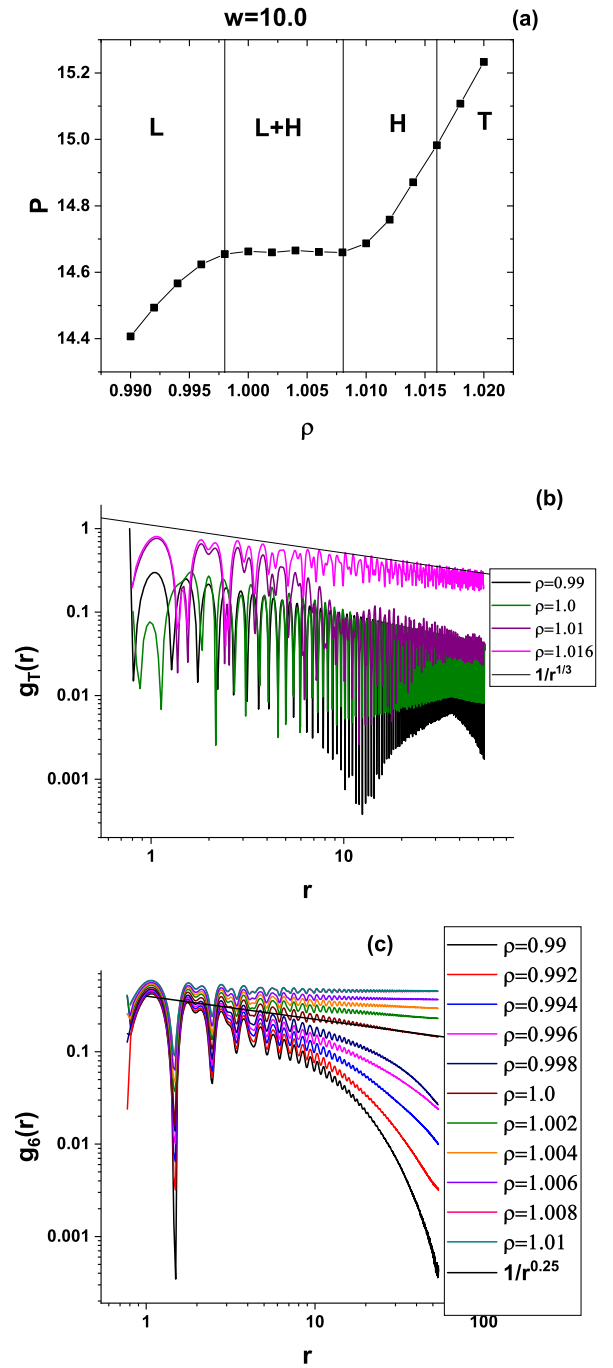 w=10.0
(a)
15.2
15.0
14.8
14.6
14.4
P
L
L+H
H
T
0.990
0.995
1.000
1.005
1.010
1.015
1.020
ρ
(b)
1
0.1
0.01
0.001
g_T(r)
ρ=0.99
ρ=1.0
ρ=1.01
ρ=1.016
1/r^1/3
1
10
r
(c)
0.1
0.01
0.001
g_6(r)
ρ=0.99
ρ=0.992
ρ=0.994
ρ=0.996
ρ=0.998
ρ=1.0
ρ=1.002
ρ=1.004
ρ=1.006
ρ=1.008
ρ=1.01
1/r^0.25
1
10
100
r